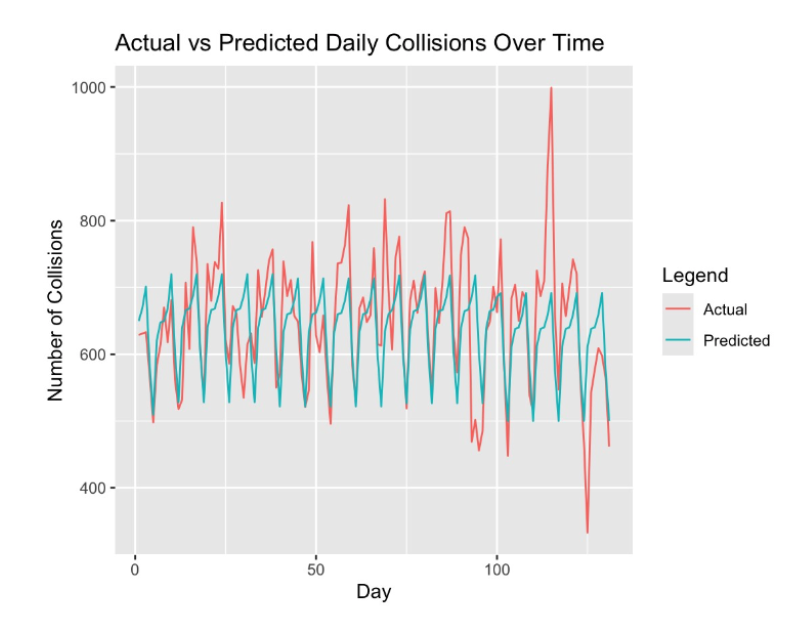 Actual vs Predicted Daily Collisions Over Time
1000
800
600
400
Number of Collisions
0
50
100
Day
Legend
Actual
Predicted